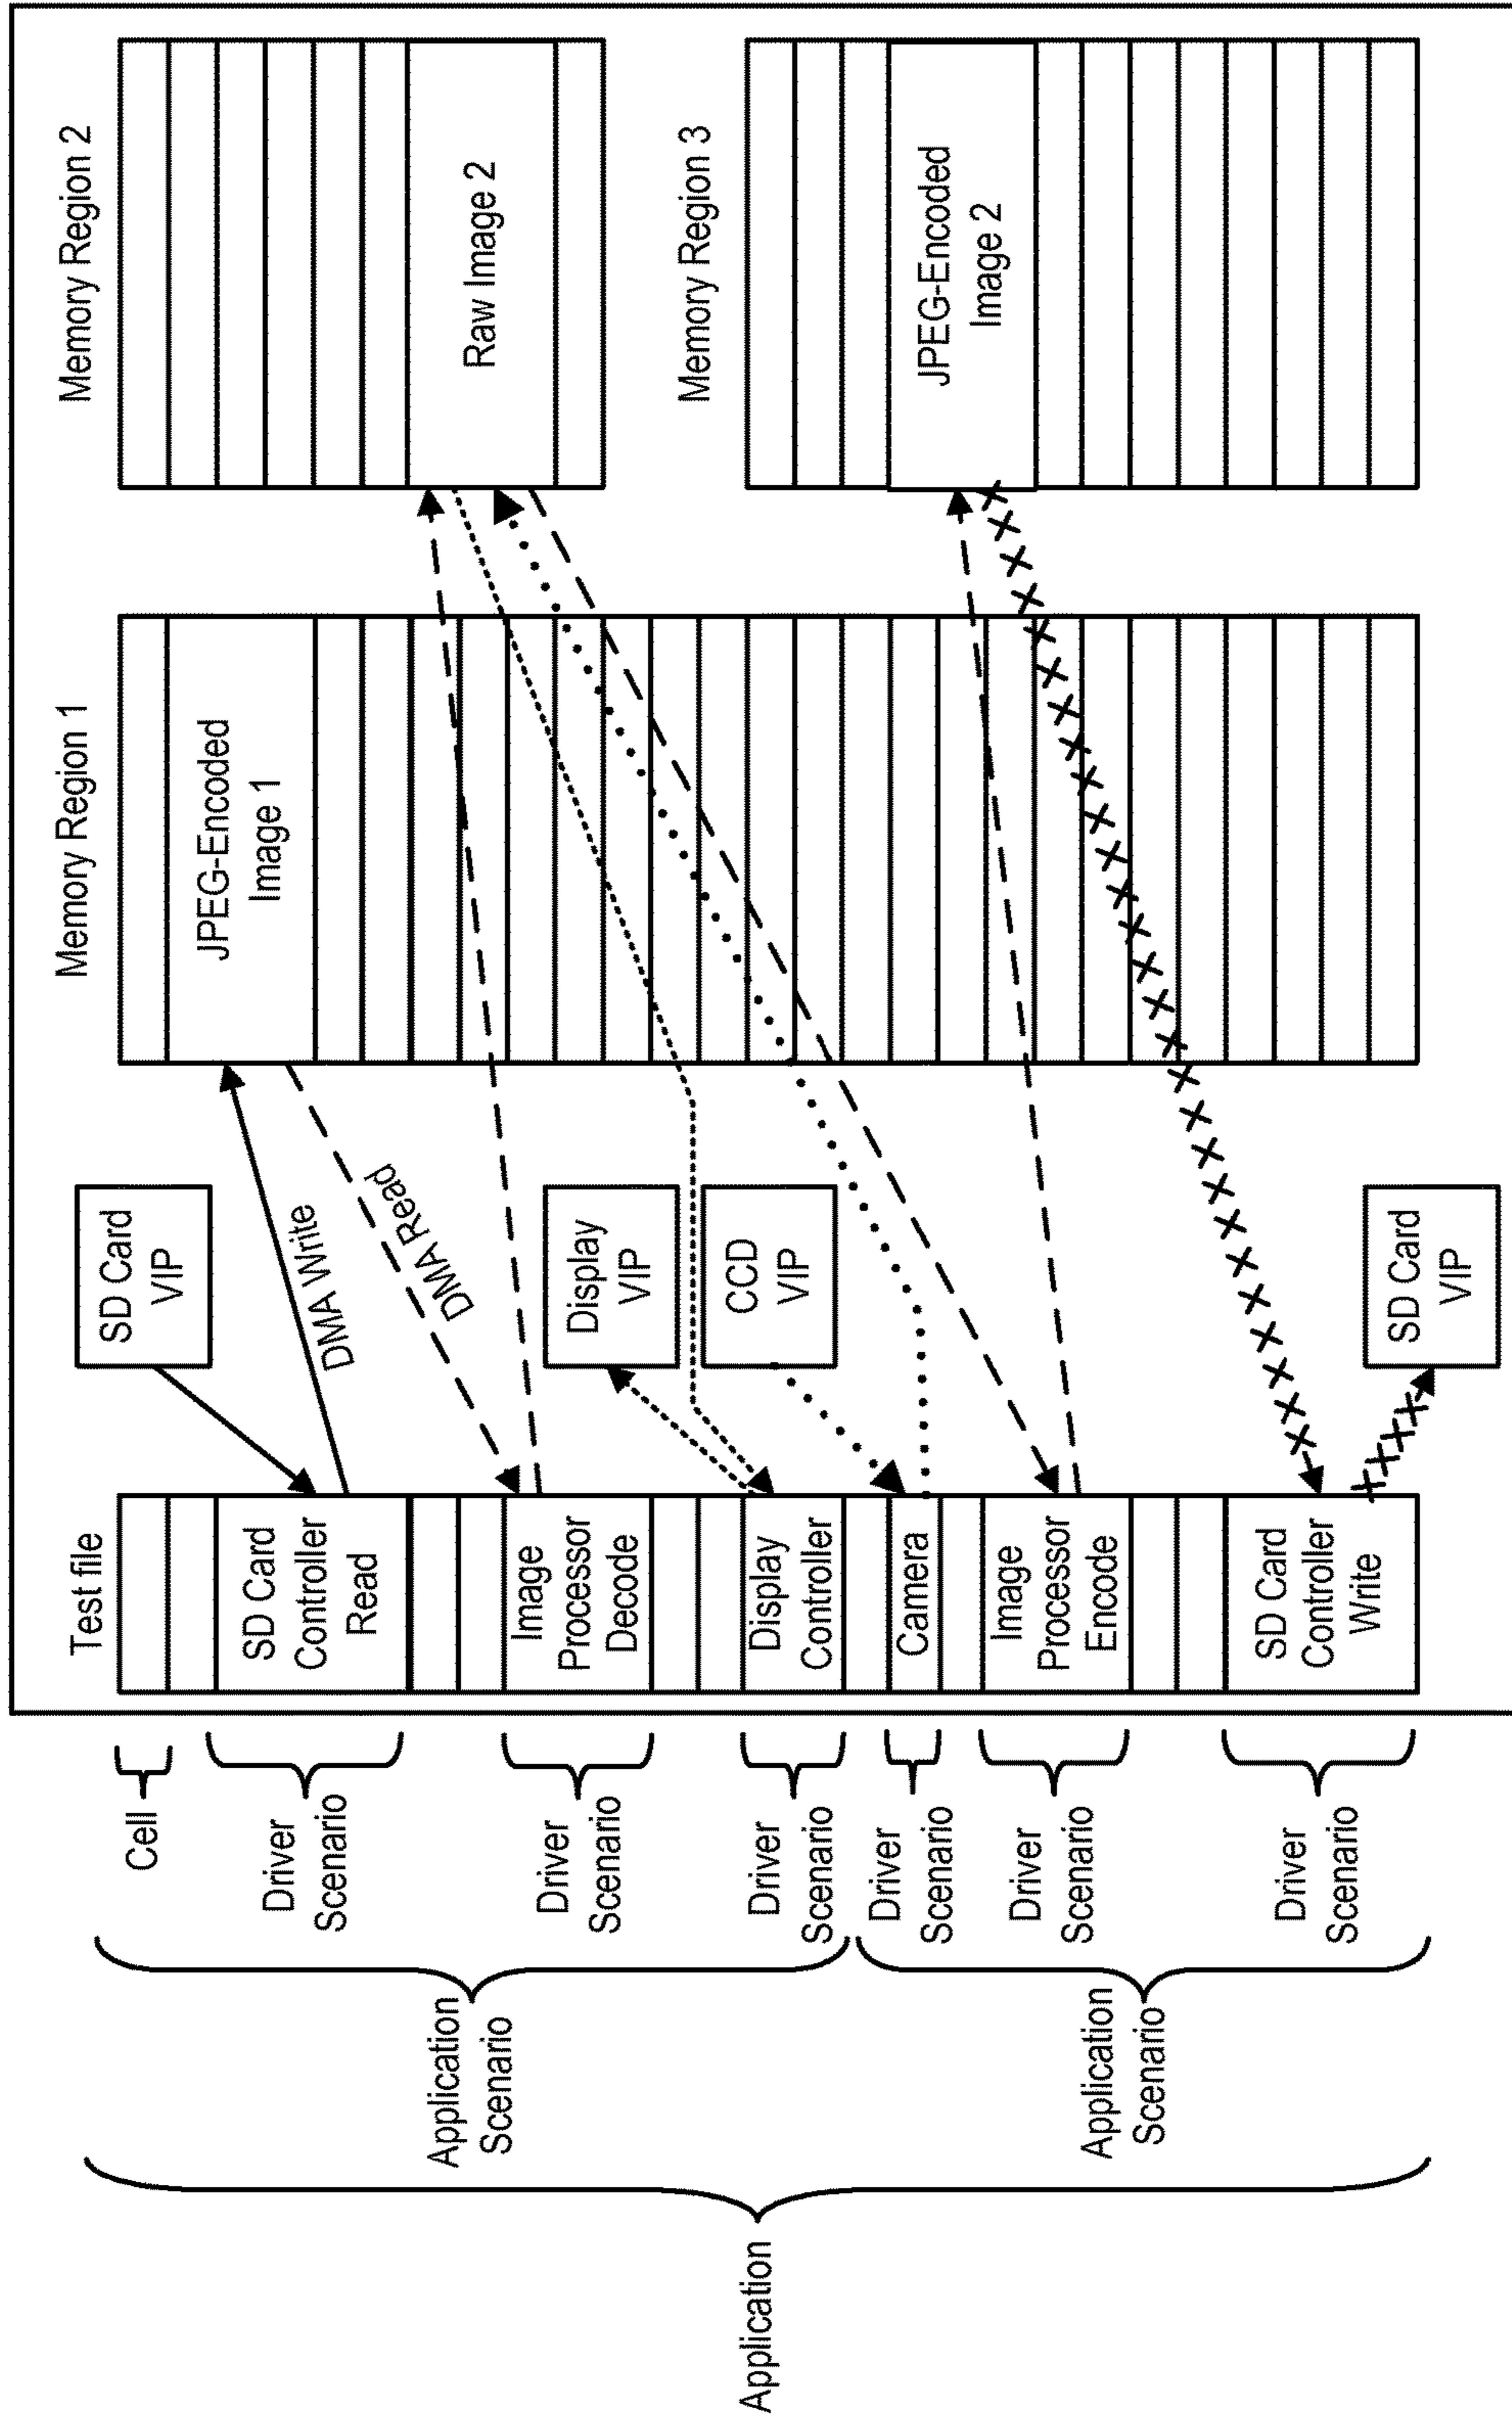 Application
Application
Scenario
Application
Scenario
Cell
Driver
Scenario
Driver
Scenario
Driver
Scenario
Driver
Scenario
Driver
Scenario
Driver
Scenario
Test file
SD Card
Controller
Read
Image
Processor
Decode
Display
Controller
Camera
Image
Processor
Encode
SD Card
Controller
Write
SD Card
VIP
DMA Write
DMA Read
Display
VIP
CCD
VIP
SD Card
VIP
Memory Region 1
JPEG-Encoded
Image 1
Memory Region 2
Raw Image 2
Memory Region 3
JPEG-Encoded
Image 2